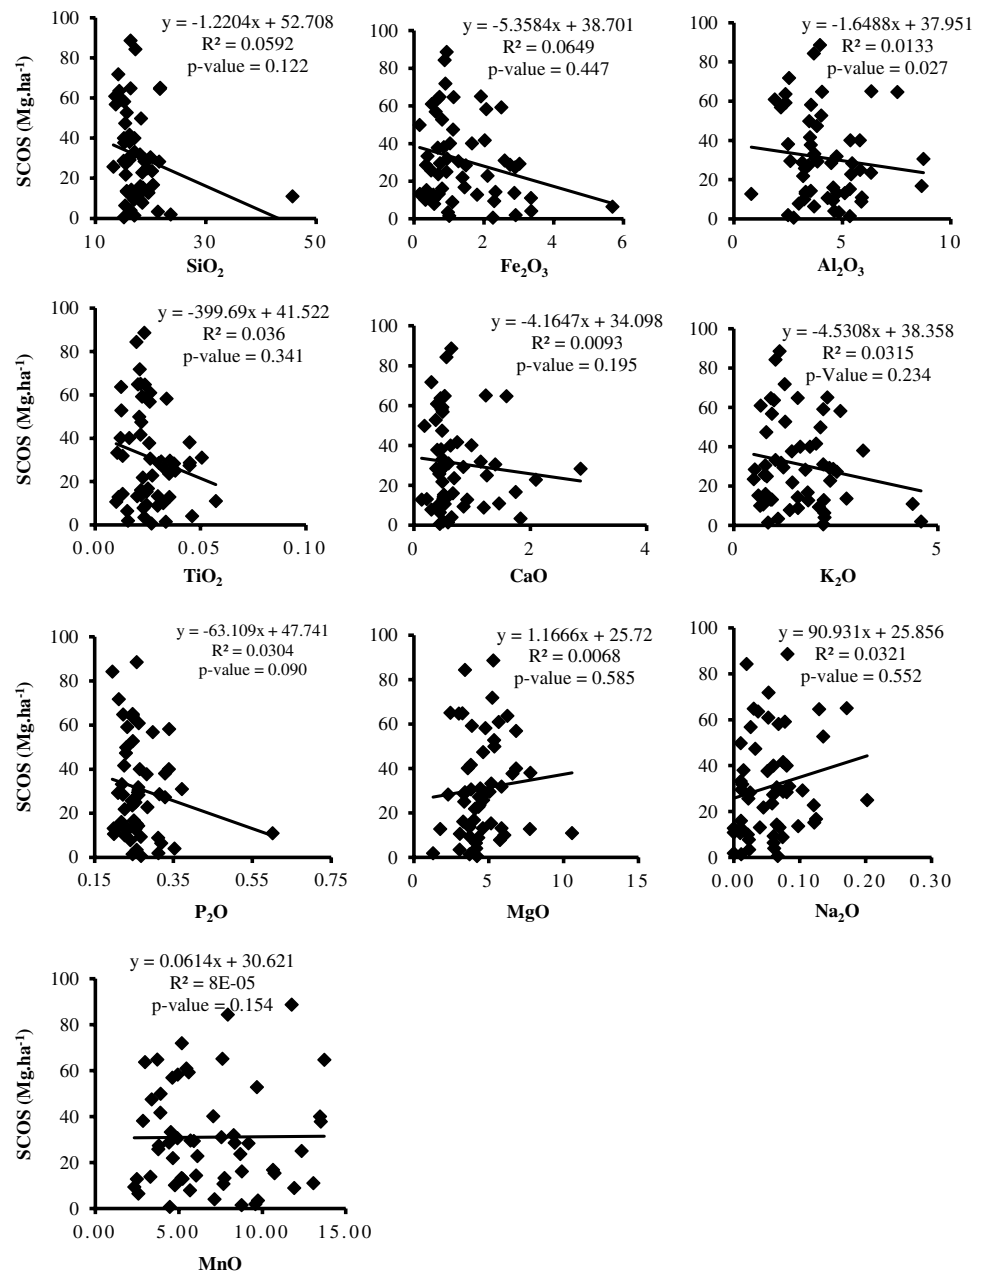 y = -1.2204x + 52.708
R² = 0.0592
p-value = 0.122
100
80
60
40
20
0
10 30 50
SCOS (Mg.ha⁻¹)
SiO₂
y = -5.3584x + 38.701
R² = 0.0649
p-value = 0.447
100
80
60
40
20
0
0 2 4 6
Fe₂O₃
y = -1.6488x + 37.951
R² = 0.0133
p-value = 0.027
100
80
60
40
20
0
0 5 10
Al₂O₃
y = -399.69x + 41.522
R² = 0.036
p-value = 0.341
100
80
60
40
20
0
0.00 0.05 0.10
SCOS (Mg.ha⁻¹)
TiO₂
y = -4.1647x + 34.098
R² = 0.0093
p-value = 0.195
100
80
60
40
20
0
0 2 4
CaO
y = -4.5308x + 38.358
R² = 0.0315
p-Value = 0.234
100
80
60
40
20
0
0 5
K₂O
y = -63.109x + 47.741
R² = 0.0304
p-value = 0.090
100
80
60
40
20
0
0.15 0.35 0.55 0.75
SCOS (Mg.ha⁻¹)
P₂O
y = 1.1666x + 25.72
R² = 0.0068
p-value = 0.585
100
80
60
40
20
0
0 5 10 15
MgO
y = 90.931x + 25.856
R² = 0.0321
p-value = 0.552
100
80
60
40
20
0
0.00 0.10 0.20 0.30
Na₂O
y = 0.0614x + 30.621
R² = 8E-05
p-value = 0.154
100
80
60
40
20
0
0.00 5.00 10.00 15.00
SCOS (Mg.ha⁻¹)
MnO